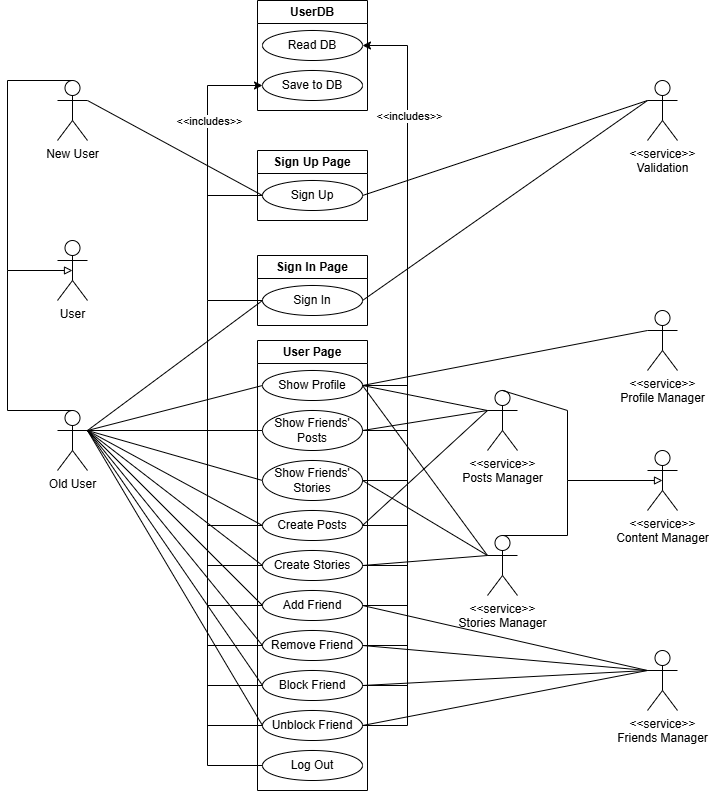 UserDB
Read DB
Save to DB
<<includes>>
<<includes>>
New User
<<service>>
Validation
Sign Up Page
Sign Up
User
Sign In Page
Sign In
User Page
Show Profile
Show Friends'
Posts
Show Friends'
Stories
Create Posts
Create Stories
Add Friend
Remove Friend
Block Friend
Unblock Friend
Log Out
Old User
<<service>>
Profile Manager
<<service>>
Posts Manager
<<service>>
Content Manager
<<service>>
Stories Manager
<<service>>
Friends Manager